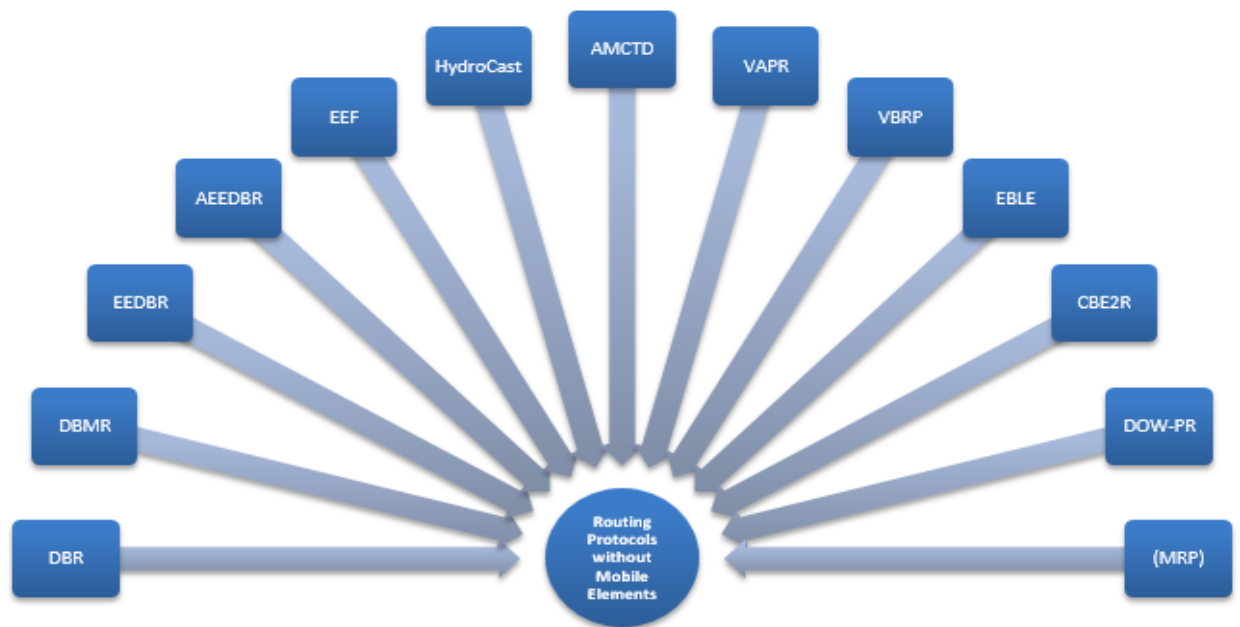 AMCTD
HydroCast
VAPR
EEF
VBRP
AEEDBR
EBLE
EEDBR
CBE2R
DBMR
DOW-PR
DBR
Routing
Protocols
without
Mobile
Elements
(MRP)